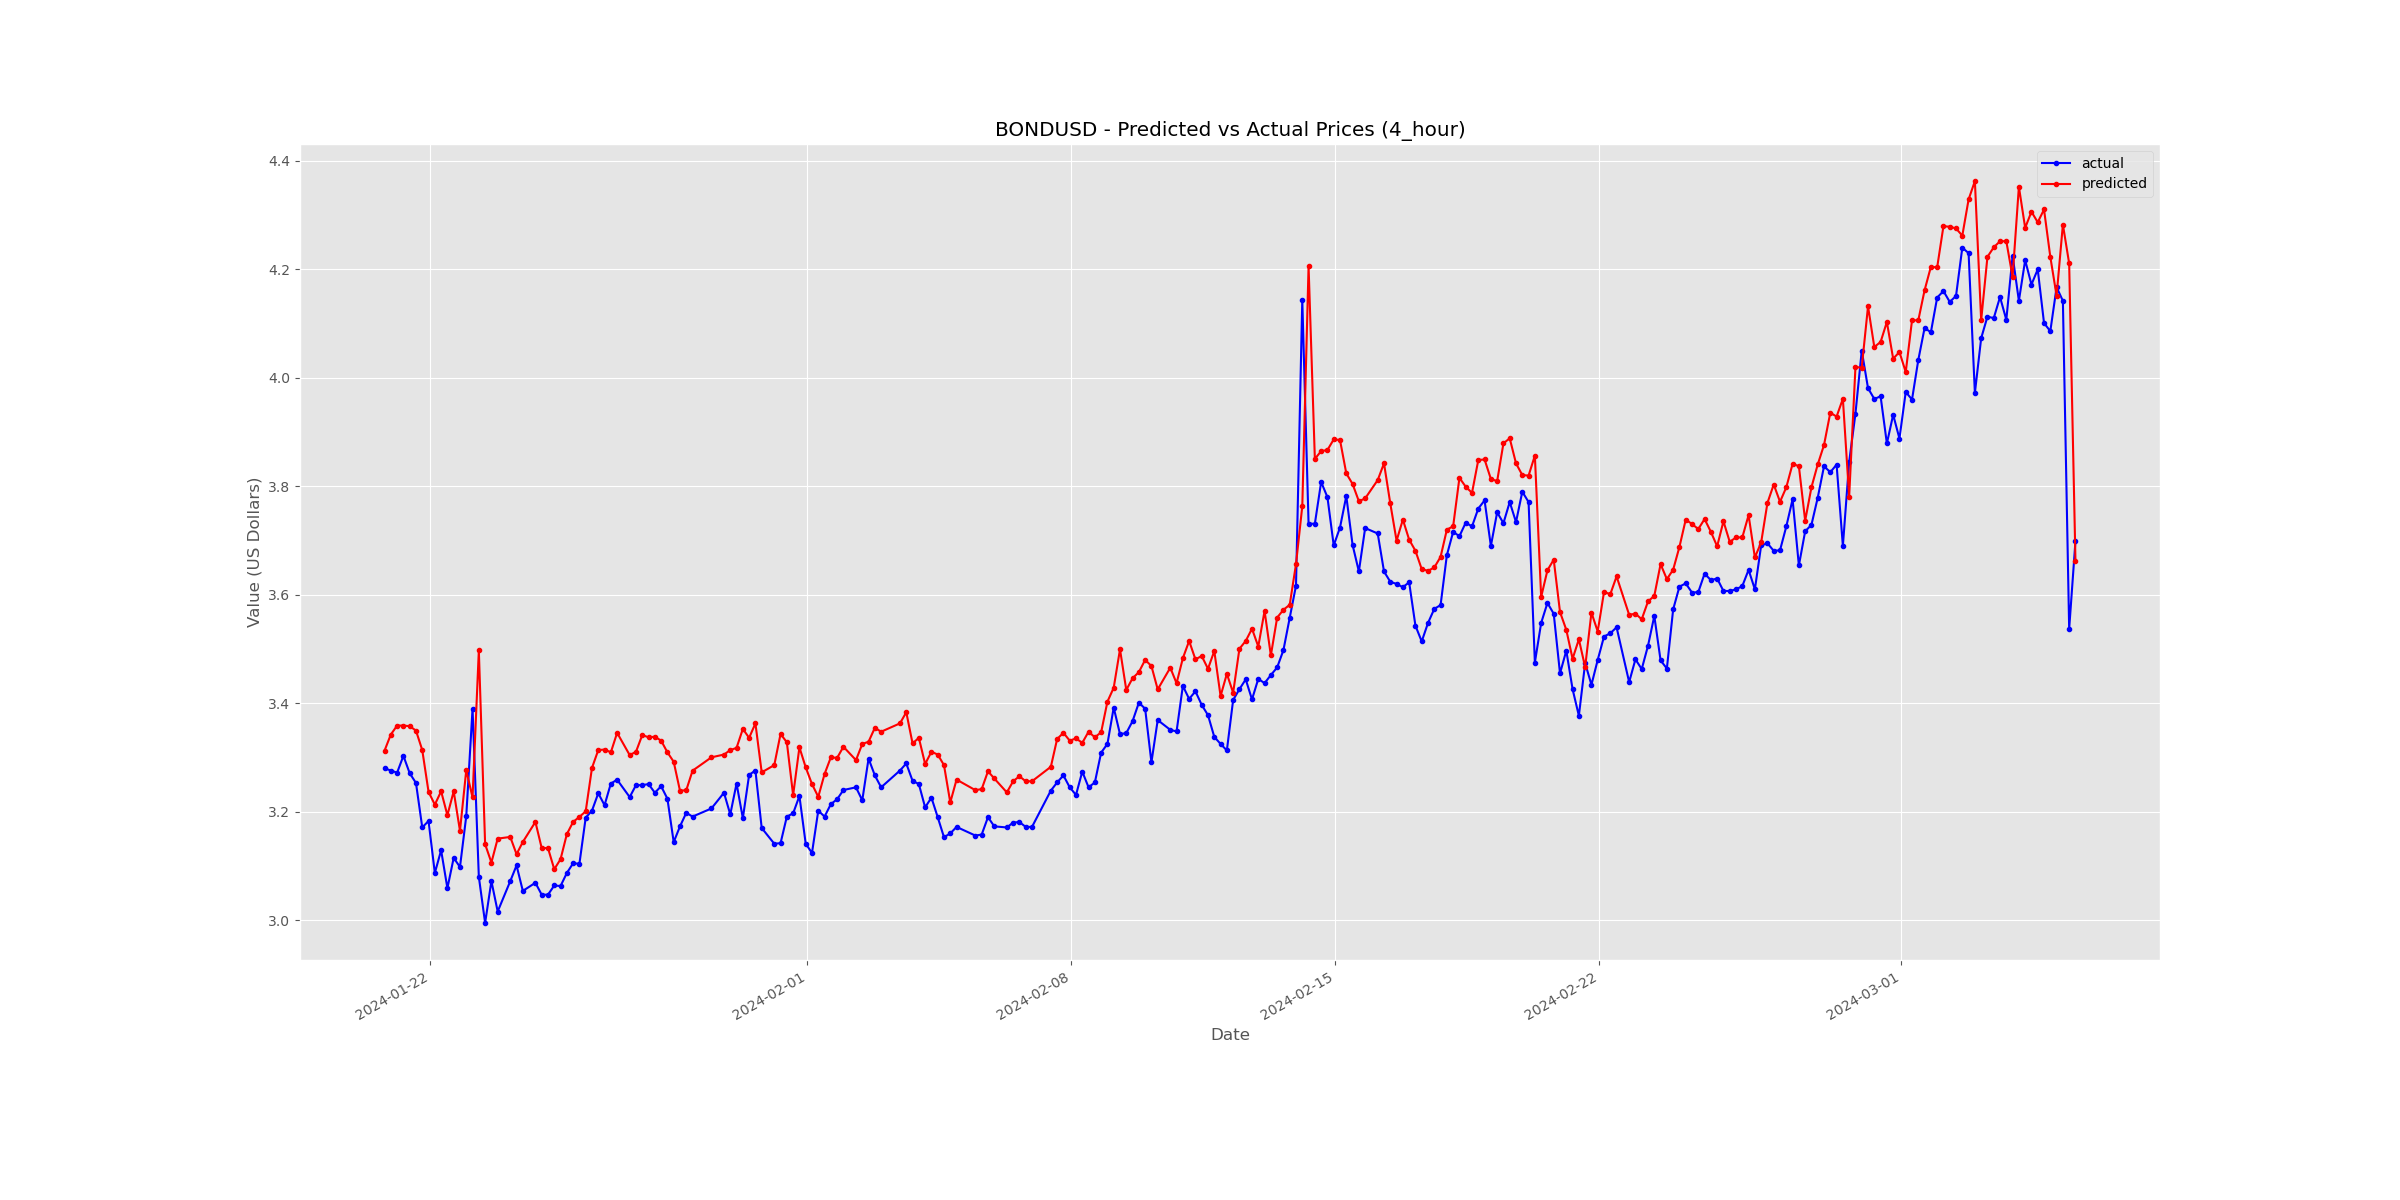 BONDUSD - Predicted vs Actual Prices (4_hour)
actual
predicted
4.4
4.2
4.0
3.8
3.6
3.4
3.2
3.0
Value (US Dollars)
2024-01-22
2024-02-01
2024-02-08
2024-02-15
2024-02-22
2024-03-01
Date